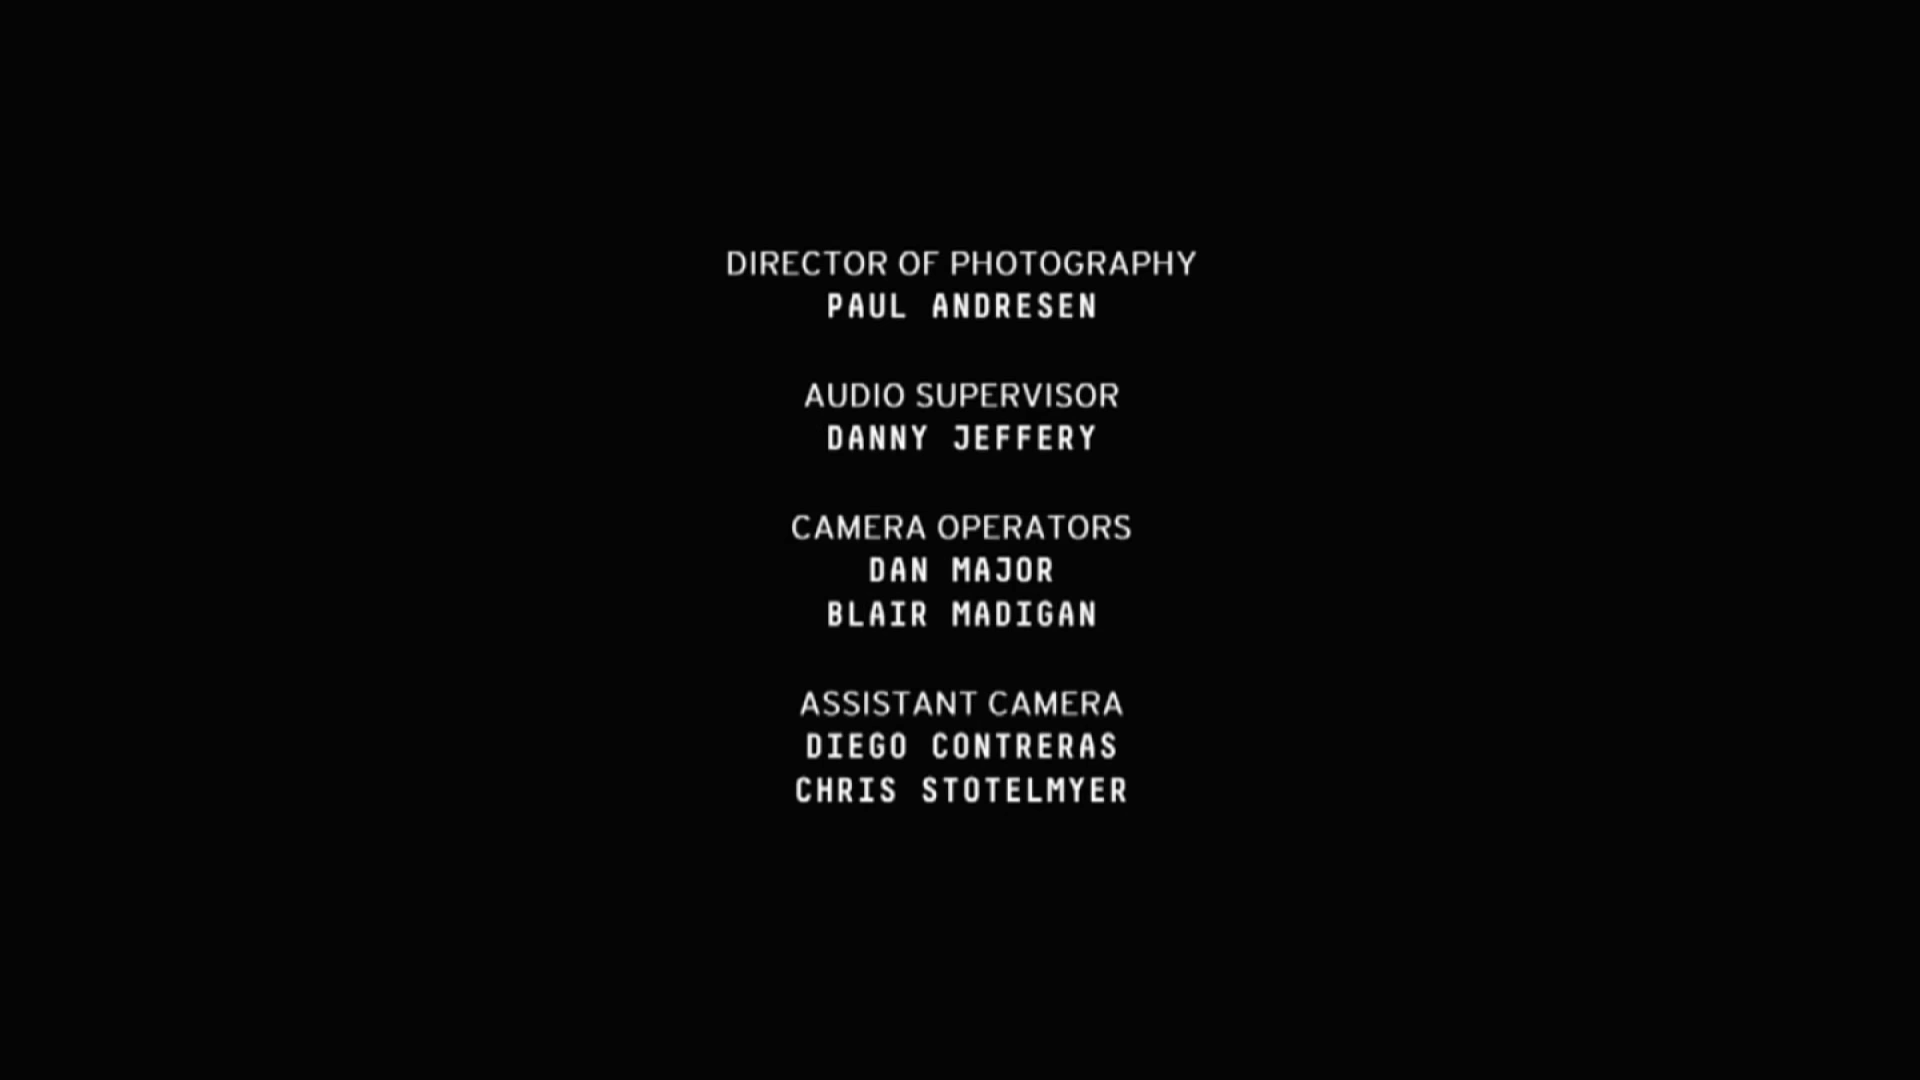 DIRECTOR OF PHOTOGRAPHY
PAUL ANDRESEN
AUDIO SUPERVISOR
DANNY JEFFERY
CAMERA OPERATORS
DAN MAJOR
BLAIR MADIGAN
ASSISTANT CAMERA
DIEGO CONTRERAS
CHRIS STOTELMYER